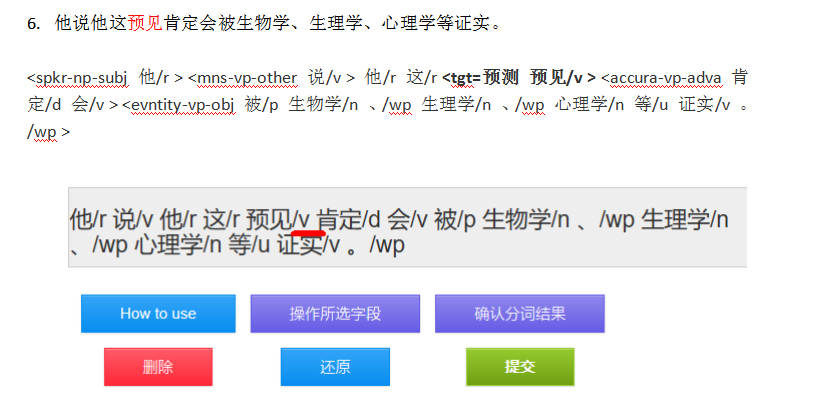 6. 他说他这预见肯定会被生物学、生理学、心理学等证实。
<spkr-np-subj 他/r > <mns-vp-other 说/v > 他/r 这/r <tgt=预测 预见/v > <accura-vp-adva 肯
定/d 会/v > <evntity-vp-obj 被/p 生物学/n 、/wp 生理学/n 、/wp 心理学/n 等/u 证实/v 。
/wp >
他/r 说/v 他/r 这/r 预见/v 肯定/d 会/v 被/p 生物学/n 、/wp 生理学/n
、/wp 心理学/n 等/u 证实/v 。/wp
How to use 操作所选字段 确认分词结果
删除 还原 提交